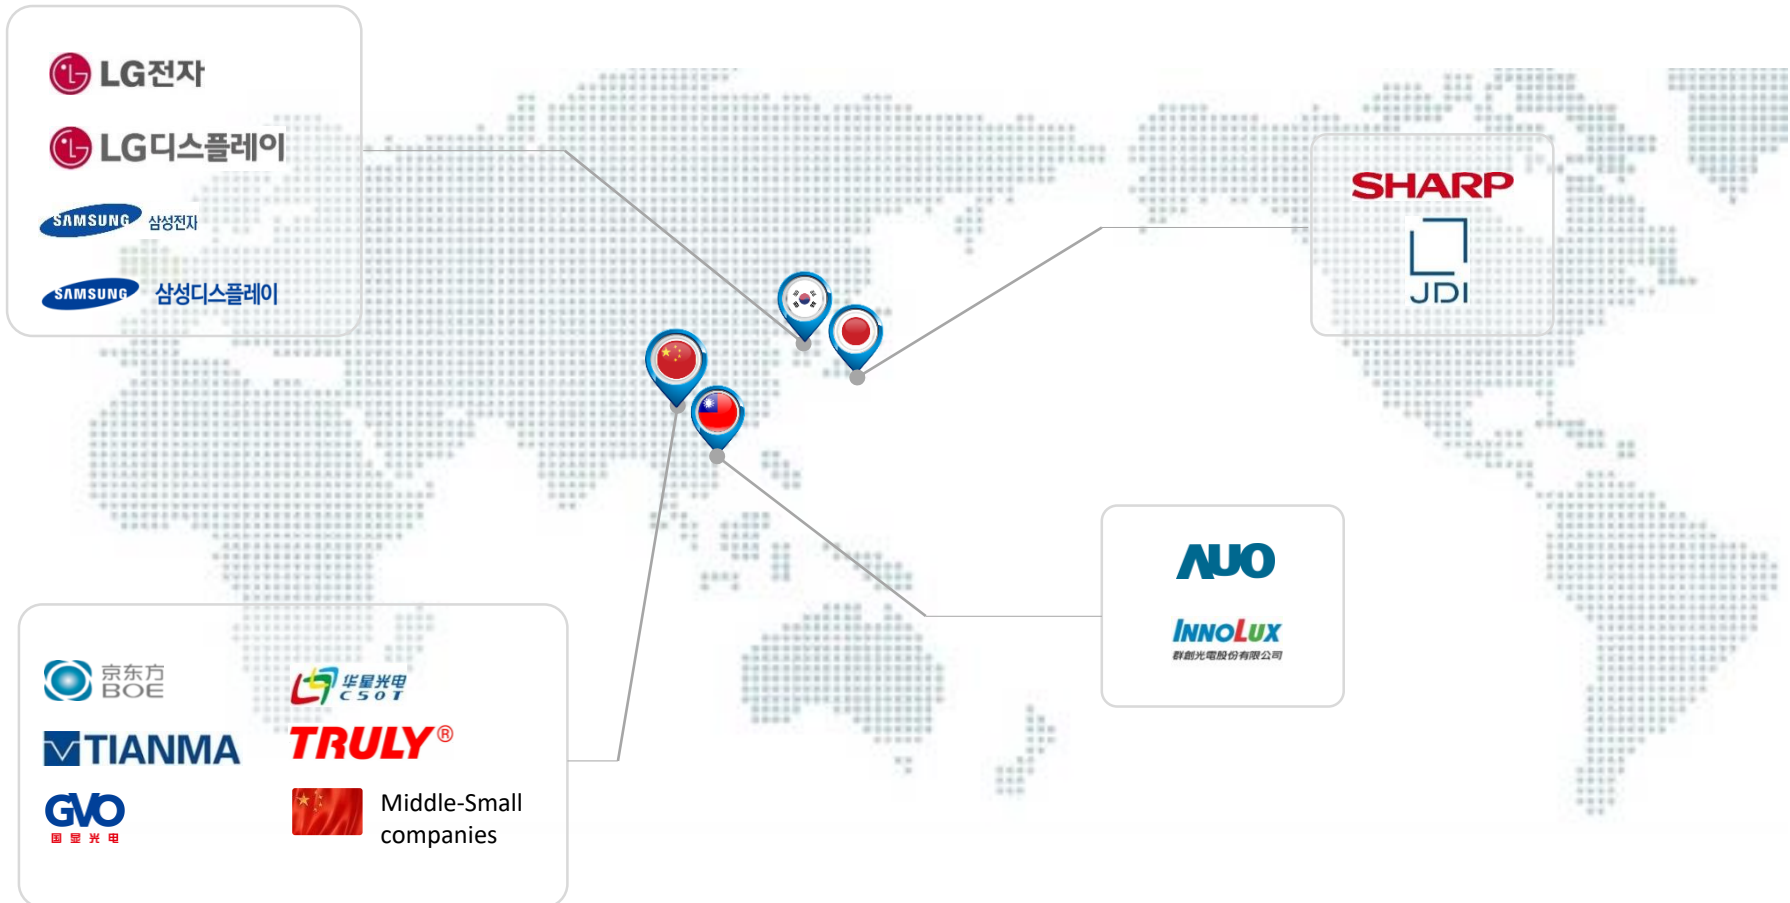 LG전자
LG디스플레이
SAMSUNG 삼성전자
SAMSUNG 삼성디스플레이
SHARP
JDI
AUO
INNOLUX
群創光電股份有限公司
京东方
BOE
华星光电
CSOT
TIANMA
TRULY®
GVO
国显光电
Middle-Small
companies